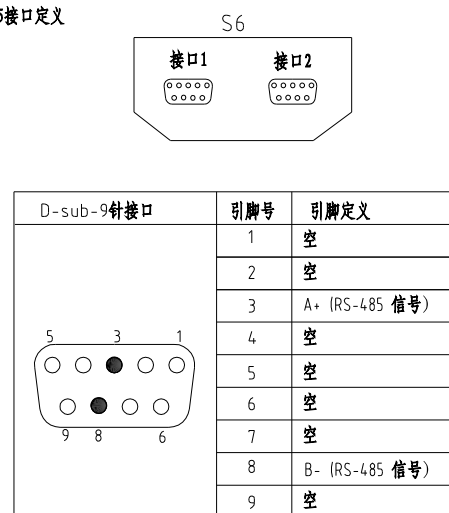 5接口定义
S6
接口1 接口2
D-sub-9针接口 引脚号 引脚定义
1 空
2 空
3 A+ (RS-485 信号)
4 空
5 空
6 空
7 空
8 B- (RS-485 信号)
9 空
5 3 1
9 8 6